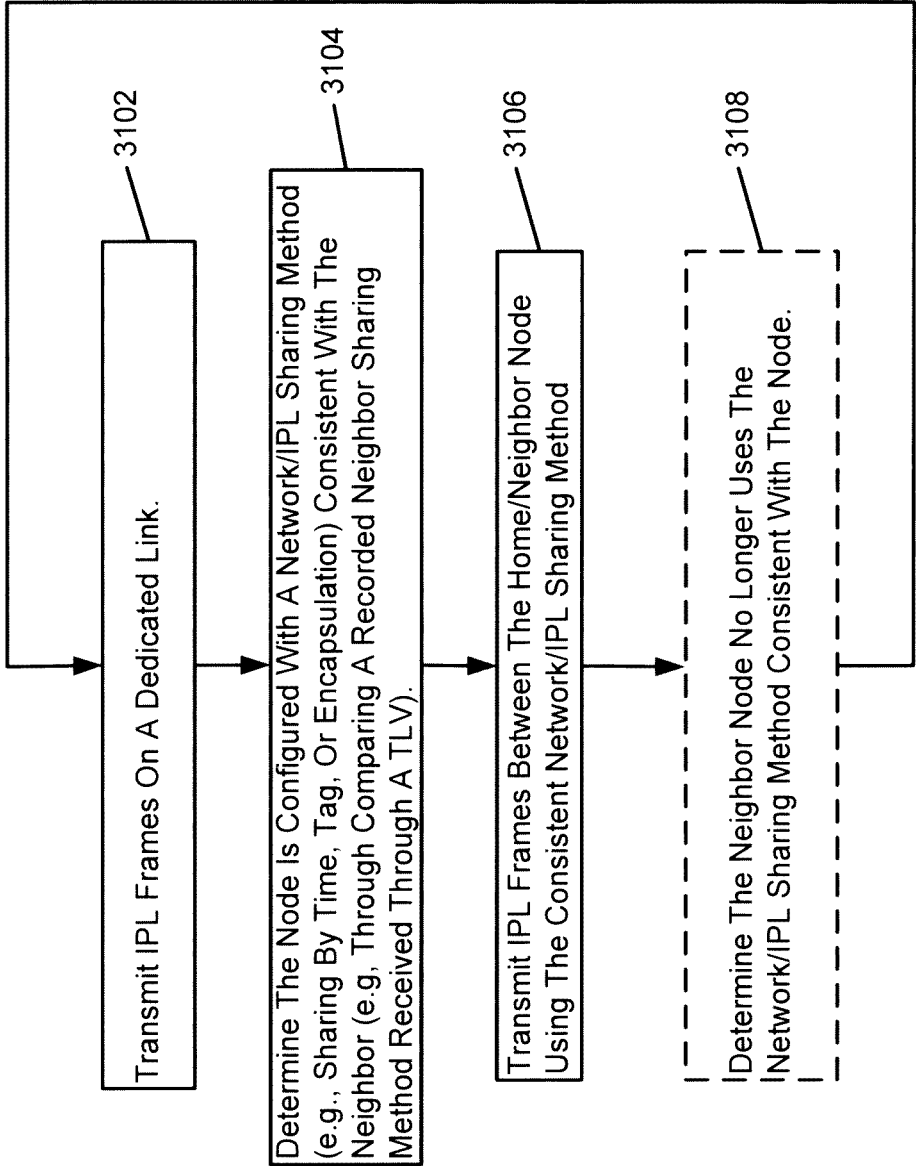 Transmit IPL Frames On A Dedicated Link.
3102
Determine The Node Is Configured With A Network/IPL Sharing Method
(e.g., Sharing By Time, Tag, Or Encapsulation) Consistent With The
Neighbor (e.g, Through Comparing A Recorded Neighbor Sharing
Method Received Through A TLV).
3104
Transmit IPL Frames Between The Home/Neighbor Node
Using The Consistent Network/IPL Sharing Method
3106
Determine The Neighbor Node No Longer Uses The
Network/IPL Sharing Method Consistent With The Node.
3108